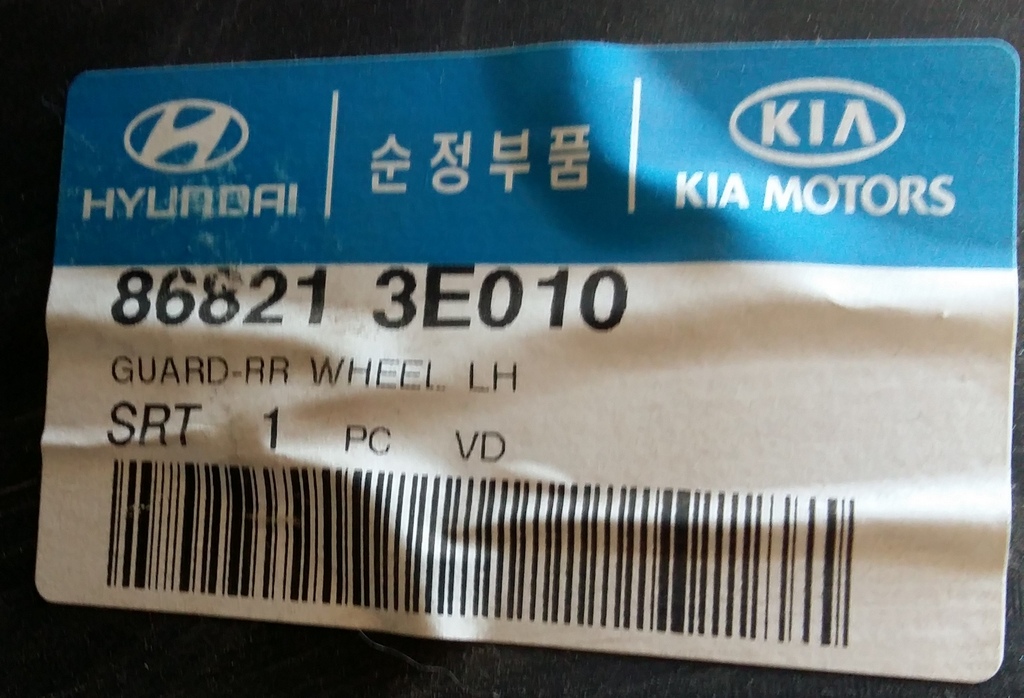 HYUNDAI
순정부품
KIA
KIA MOTORS
86821 3E010
GUARD-RR WHEEL LH
SRT 1 PC VD